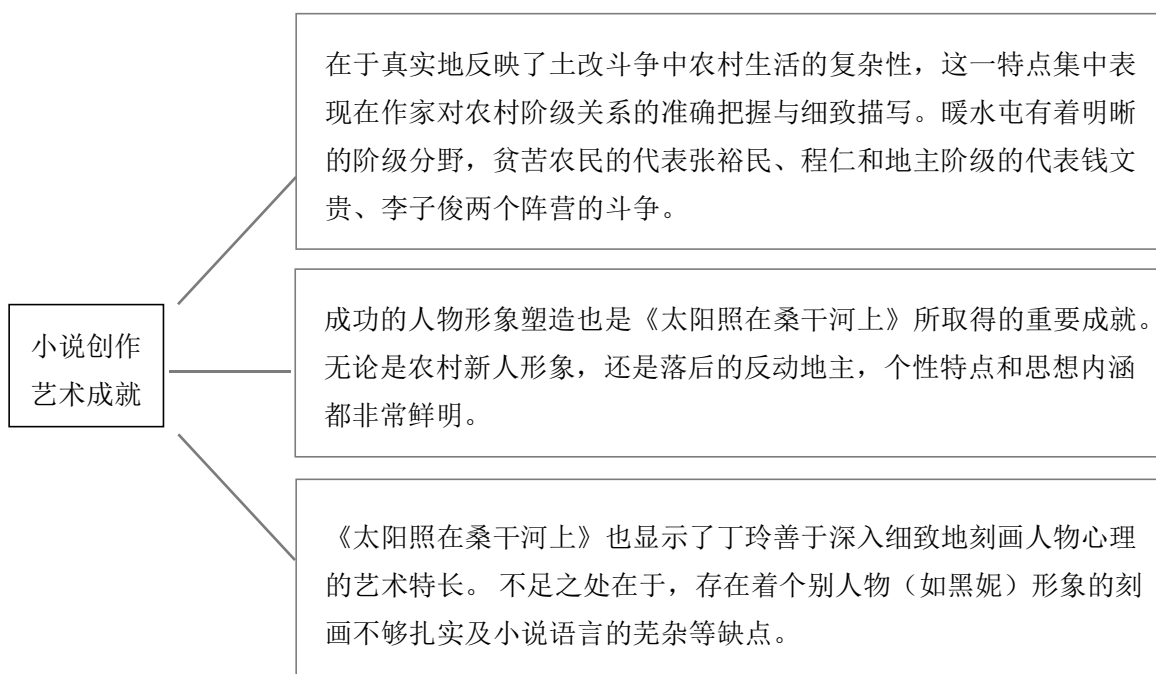 在于真实地反映了土改斗争中农村生活的复杂性，这一特点集中表
现在作家对农村阶级关系的准确把握与细致描写。暖水屯有着明晰
的阶级分野，贫苦农民的代表张裕民、程仁和地主阶级的代表钱文
贵、李子俊两个阵营的斗争。
小说创作
艺术成就
成功的人物形象塑造也是《太阳照在桑干河上》所取得的重要成就。
无论是农村新人形象，还是落后的反动地主，个性特点和思想内涵
都非常鲜明。
《太阳照在桑干河上》也显示了丁玲善于深入细致地刻画人物心理
的艺术特长。 不足之处在于，存在着个别人物（如黑妮）形象的刻
画不够扎实及小说语言的芜杂等缺点。